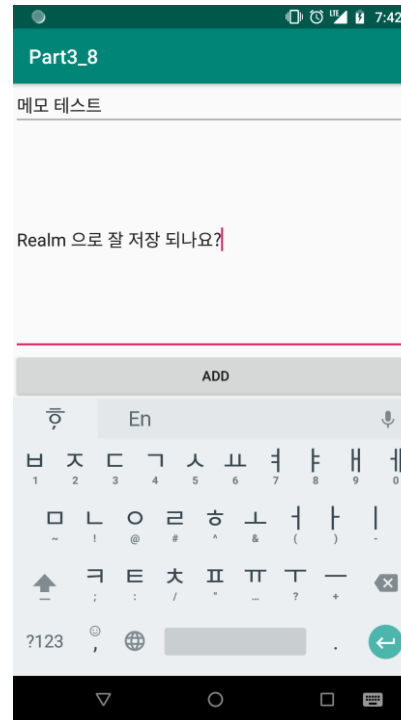 LTE 7:42
Part3_8
메모 테스트
Realm 으로 잘 저장 되나요?
ADD
ㅎ En
ㅂ ㅈ ㄷ ㄱ ㅅ ㅛ ㅕ ㅑ ㅐ ㅔ
1 2 3 4 5 6 7 8 9 0
ㅁ ㄴ ㅇ ㄹ ㅎ ㅗ ㅓ ㅏ ㅣ
~ ! @ # ^ & ( ) -
ㅋ ㅌ ㅊ ㅍ ㅠ ㅜ ㅡ
; : / " … ? +
?123 , .